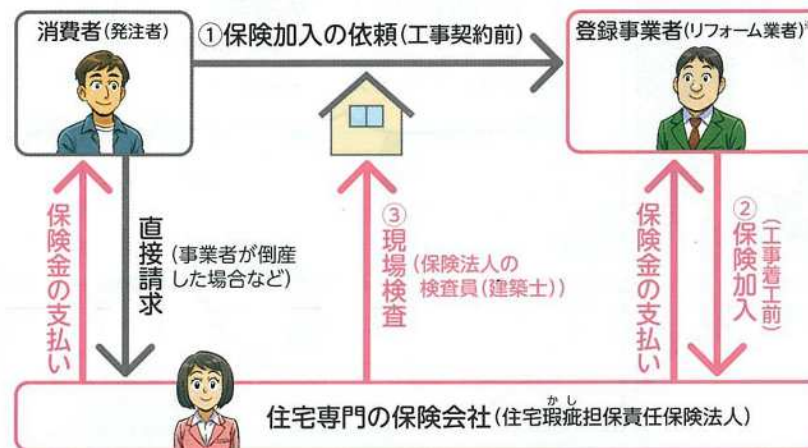 消費者(発注者)
①保険加入の依頼(工事契約前)
登録事業者(リフォーム業者)※
保険金の支払い
直接請求
(事業者が倒産
した場合など)
③現場検査
(保険法人の
検査員(建築士))
保険金の支払い
②保険加入
(工事着工前)
住宅専門の保険会社(住宅瑕疵担保責任保険法人)
かし